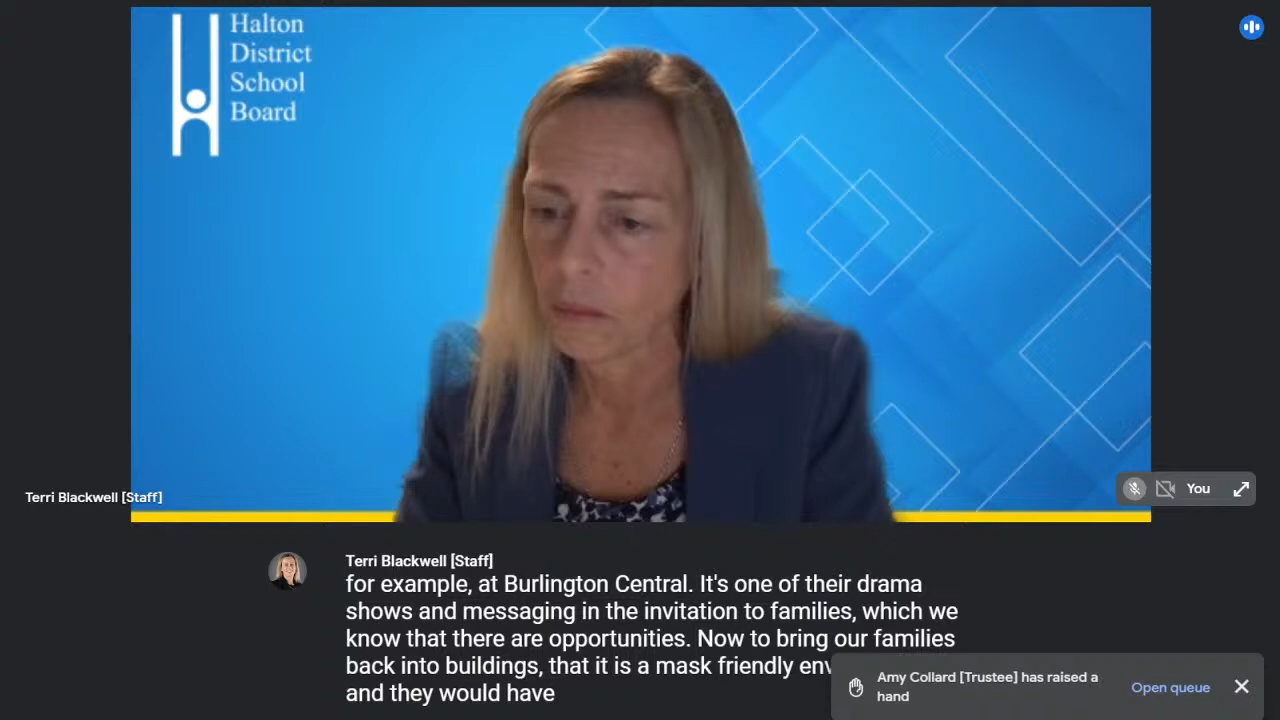 Halton
District
School
Board
Terri Blackwell [Staff]
You
Terri Blackwell [Staff]
for example, at Burlington Central. It's one of their drama
shows and messaging in the invitation to families, which we
know that there are opportunities. Now to bring our families
back into buildings, that it is a mask friendly
and they would have
Amy Collard [Trustee] has raised a
hand
Open queue